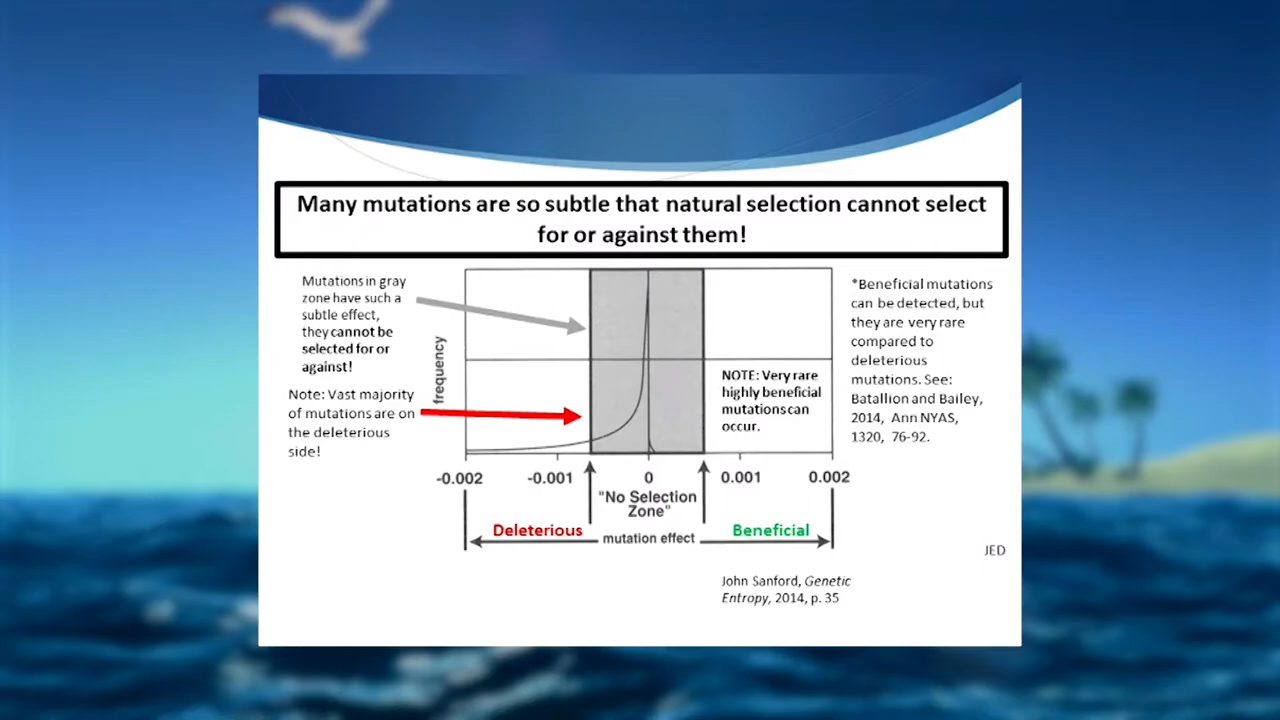 Many mutations are so subtle that natural selection cannot select
for or against them!
Mutations in gray
zone have such a
subtle effect,
they cannot be
selected for or
against!
Note: Vast majority
of mutations are on
the deleterious
side!
frequency
NOTE: Very rare
highly beneficial
mutations can
occur.
*Beneficial mutations
can be detected, but
they are very rare
compared to
deleterious
mutations. See:
Batallion and Bailey,
2014, Ann NYAS,
1320, 76-92.
-0.002 -0.001 0 0.001 0.002
"No Selection
Zone"
Deleterious mutation effect Beneficial
JED
John Sanford, Genetic
Entropy, 2014, p. 35